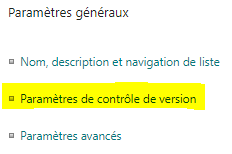 Paramètres généraux
Nom, description et navigation de liste
Paramètres de contrôle de version
Paramètres avancés